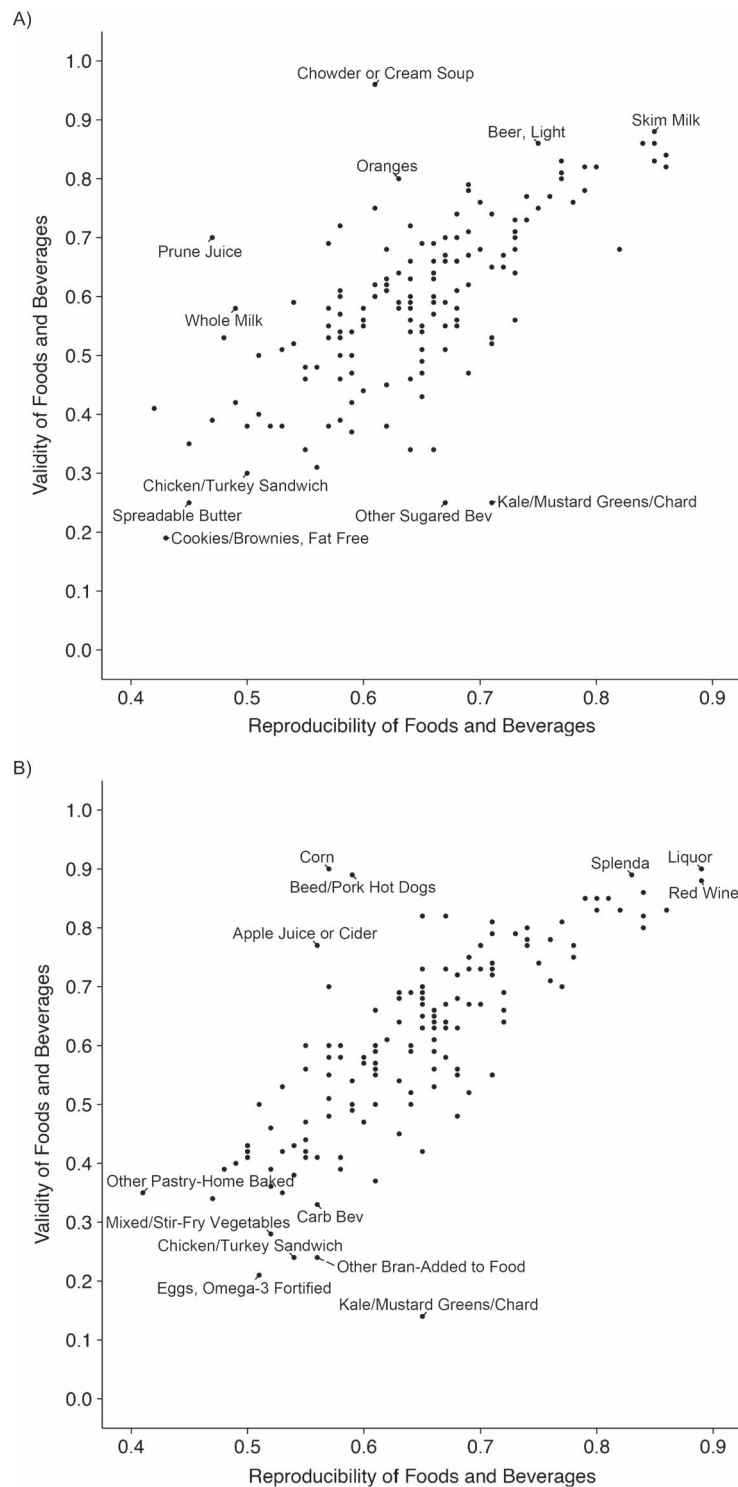 A)
1.0
Chowder or Cream Soup
0.9
Beer, Light
Skim Milk
Oranges
0.8
0.7
Prune Juice
0.6
Whole Milk
0.5
0.4
0.3
Chicken/Turkey Sandwich
Spreadable Butter
Other Sugared Bev
Kale/Mustard Greens/Chard
0.2
Cookies/Brownies, Fat Free
0.1
0.0
Validity of Foods and Beverages
0.4 0.5 0.6 0.7 0.8 0.9
Reproducibility of Foods and Beverages
B)
1.0
0.9
Corn
Splenda
Liquor
Beed/Pork Hot Dogs
Red Wine
0.8
Apple Juice or Cider
0.7
0.6
0.5
0.4
Other Pastry-Home Baked
0.3
Carb Bev
Mixed/Stir-Fry Vegetables
Chicken/Turkey Sandwich
Other Bran-Added to Food
0.2
Eggs, Omega-3 Fortified
Kale/Mustard Greens/Chard
0.1
0.0
Validity of Foods and Beverages
0.4 0.5 0.6 0.7 0.8 0.9
Reproducibility of Foods and Beverages